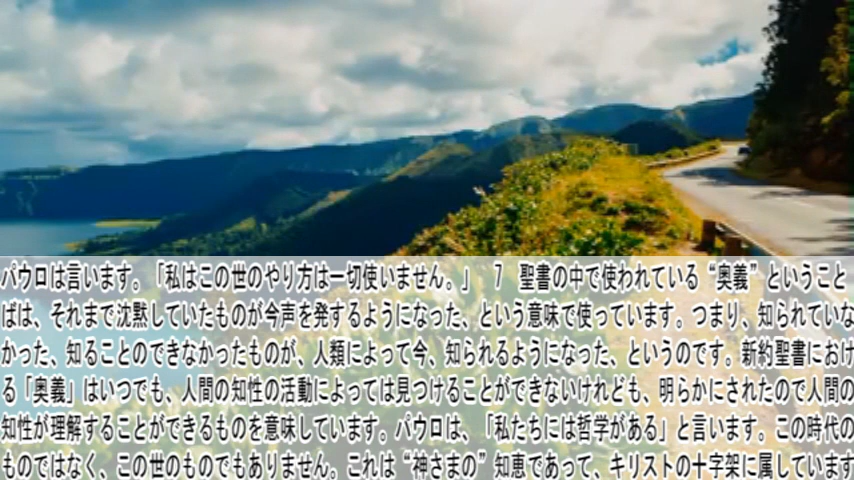 パウロは言います。「私はこの世のやり方は一切使いません。」　7　聖書の中で使われている“奥義”ということ
ばは、それまで沈黙していたものが今声を発するようになった、という意味で使っています。つまり、知られていな
かった、知ることのできなかったものが、人類によって今、知られるようになった、というのです。新約聖書におけ
る「奥義」はいつでも、人間の知性の活動によっては見つけることができないけれども、明らかにされたので人間の
知性が理解することができるものを意味しています。パウロは、「私たちには哲学がある」と言います。この時代の
ものではなく、この世のものでもありません。これは“神さまの”知恵であって、キリストの十字架に属しています